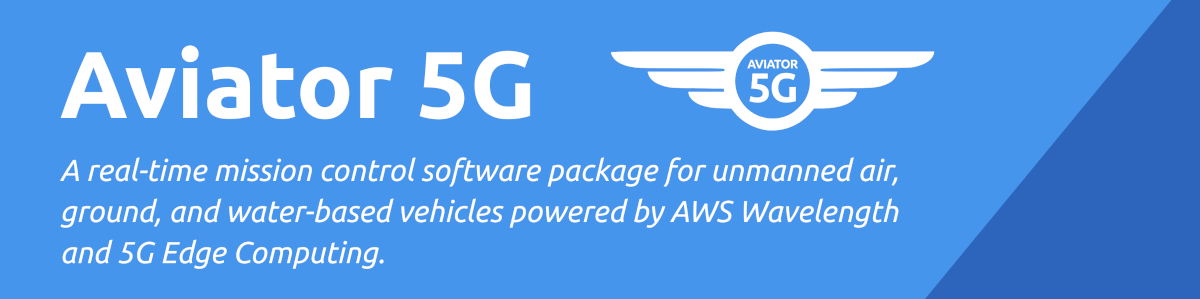 Aviator 5G
AVIATOR
5G
A real-time mission control software package for unmanned air,
ground, and water-based vehicles powered by AWS Wavelength
and 5G Edge Computing.